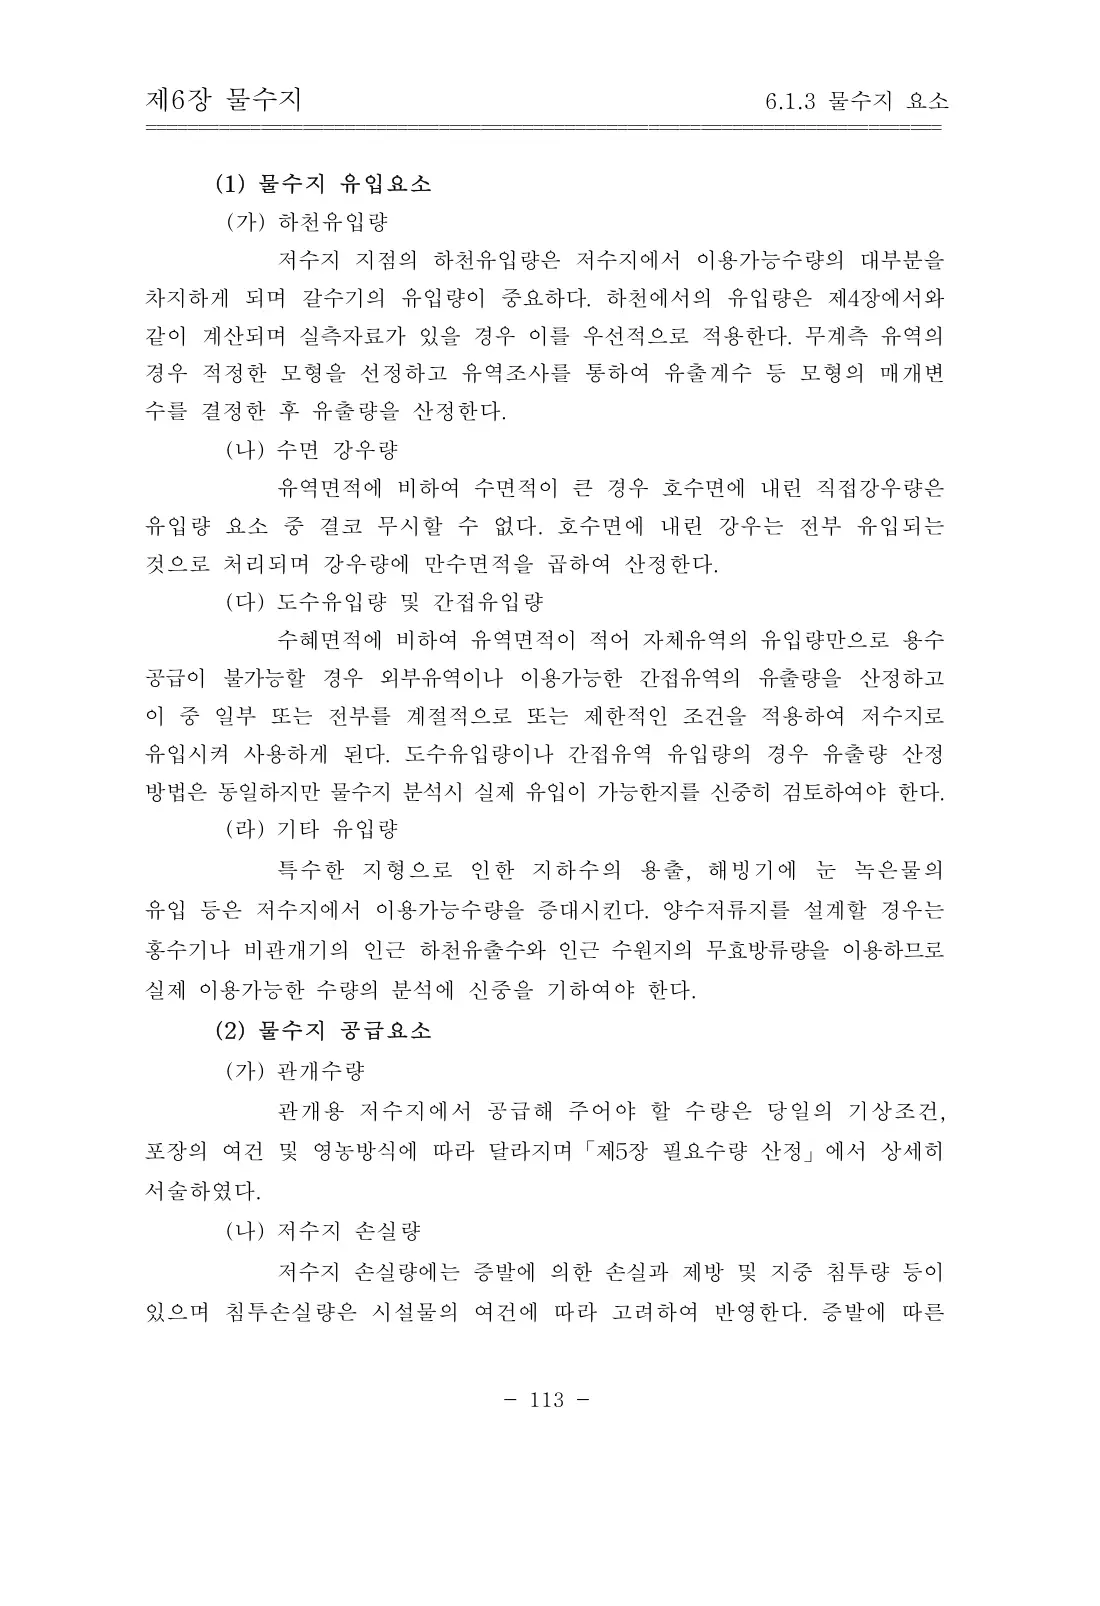 제6장 물수지
6.1.3 물수지 요소
(1) 물수지 유입요소
(가) 하천유입량
저수지 지점의 하천유입량은 저수지에서 이용가능수량의 대부분을
차지하게 되며 갈수기의 유입량이 중요하다. 하천에서의 유입량은 제4장에서와
같이 계산되며 실측자료가 있을 경우 이를 우선적으로 적용한다. 무계측 유역의
경우 적정한 모형을 선정하고 유역조사를 통하여 유출계수 등 모형의 매개변
수를 결정한 후 유출량을 산정한다.
(나) 수면 강우량
유역면적에 비하여 수면적이 큰 경우 호수면에 내린 직접강우량은
유입량 요소 중 결코 무시할 수 없다. 호수면에 내린 강우는 전부 유입되는
것으로 처리되며 강우량에 만수면적을 곱하여 산정한다.
(다) 도수유입량 및 간접유입량
수혜면적에 비하여 유역면적이 적어 자체유역의 유입량만으로 용수
공급이 불가능할 경우 외부유역이나 이용가능한 간접유역의 유출량을 산정하고
이 중 일부 또는 전부를 계절적으로 또는 제한적인 조건을 적용하여 저수지로
유입시켜 사용하게 된다. 도수유입량이나 간접유역 유입량의 경우 유출량 산정
방법은 동일하지만 물수지 분석시 실제 유입이 가능한지를 신중히 검토하여야 한다.
(라) 기타 유입량
특수한 지형으로 인한 지하수의 용출, 해빙기에 눈 녹은물의
유입 등은 저수지에서 이용가능수량을 증대시킨다. 양수저류지를 설계할 경우는
홍수기나 비관개기의 인근 하천유출수와 인근 수원지의 무효방류량을 이용하므로
실제 이용가능한 수량의 분석에 신중을 기하여야 한다.
(2) 물수지 공급요소
(가) 관개수량
관개용 저수지에서 공급해 주어야 할 수량은 당일의 기상조건,
포장의 여건 및 영농방식에 따라 달라지며「제5장 필요수량 산정」에서 상세히
서술하였다.
(나) 저수지 손실량
저수지 손실량에는 증발에 의한 손실과 제방 및 지중 침투량 등이
있으며 침투손실량은 시설물의 여건에 따라 고려하여 반영한다. 증발에 따른
- 113 -